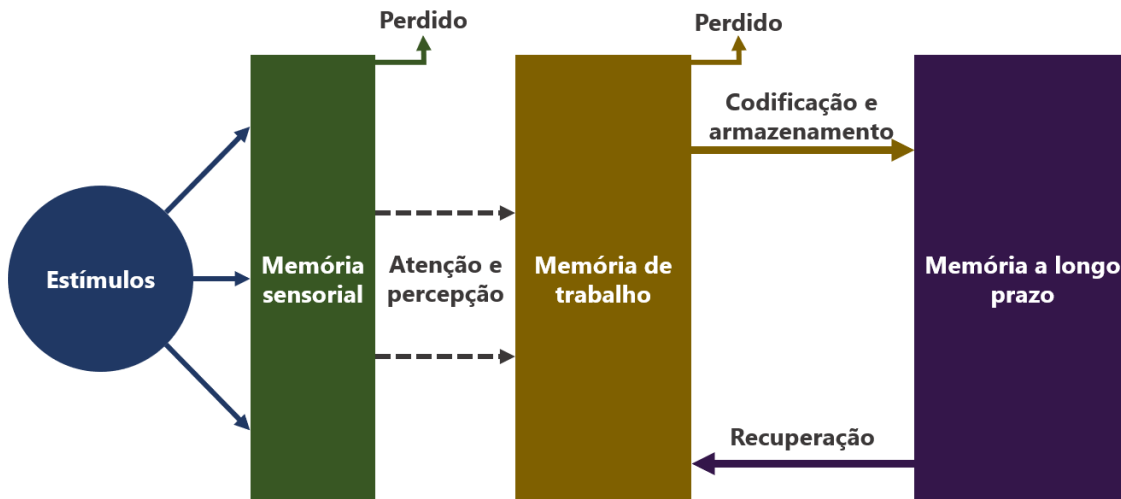 Perdido
Perdido
Codificação e
armazenamento
Estímulos
Memória
sensorial
Atenção e
percepção
Memória de
trabalho
Memória a longo
prazo
Recuperação